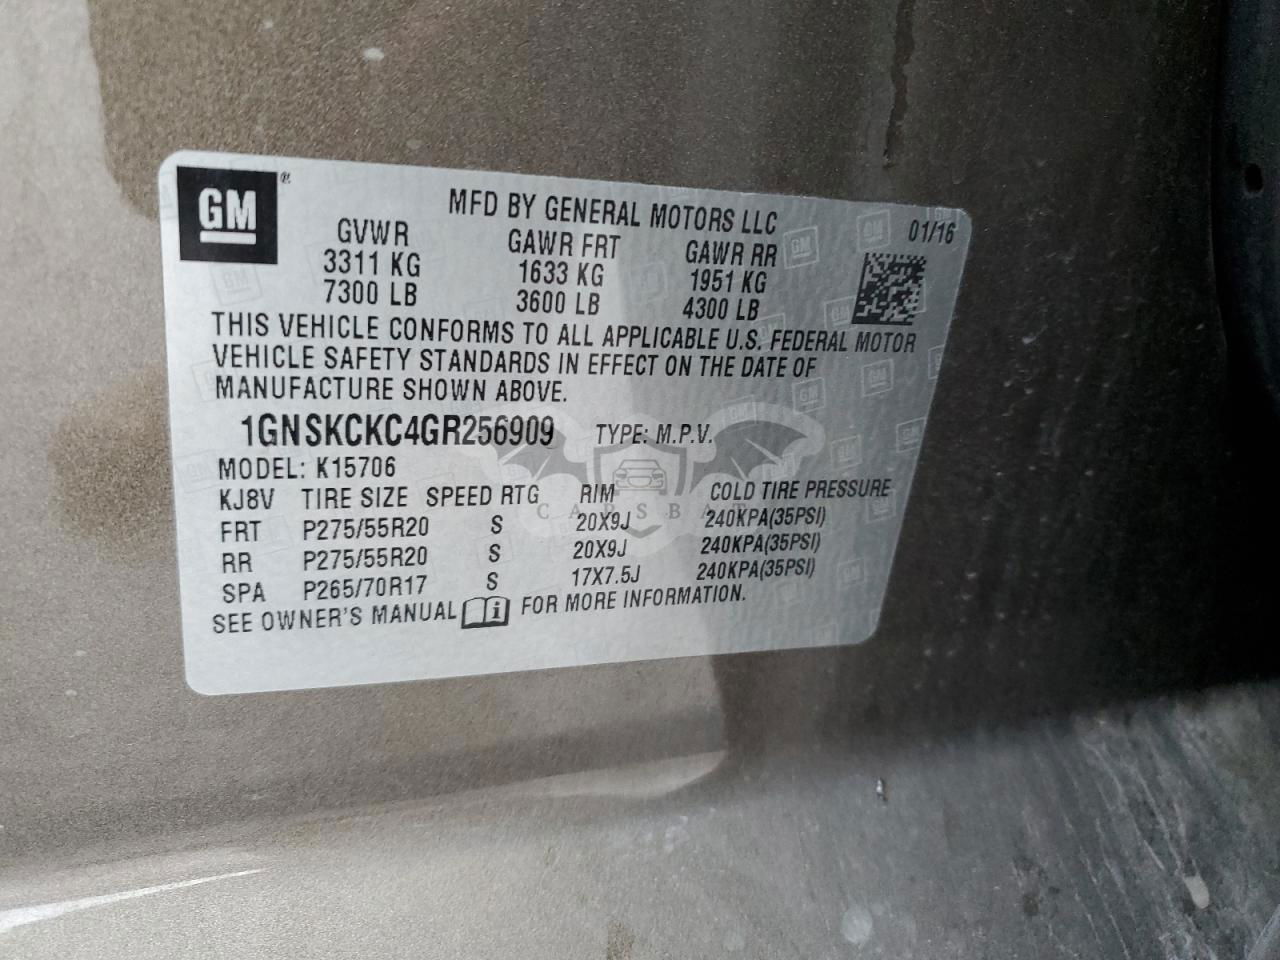 GM ®
MFD BY GENERAL MOTORS LLC 01/16
GVWR GAWR FRT GAWR RR
3311 KG 1633 KG 1951 KG
7300 LB 3600 LB 4300 LB
THIS VEHICLE CONFORMS TO ALL APPLICABLE U.S. FEDERAL MOTOR
VEHICLE SAFETY STANDARDS IN EFFECT ON THE DATE OF
MANUFACTURE SHOWN ABOVE.
1GNSKCKC4GR256909 TYPE: M.P.V.
MODEL: K15706
KJ8V TIRE SIZE SPEED RTG RIM COLD TIRE PRESSURE
FRT P275/55R20 S 20X9J 240KPA(35PSI)
RR P275/55R20 S 20X9J 240KPA(35PSI)
SPA P265/70R17 S 17X7.5J 240KPA(35PSI)
SEE OWNER'S MANUAL i FOR MORE INFORMATION.
CARSBAT